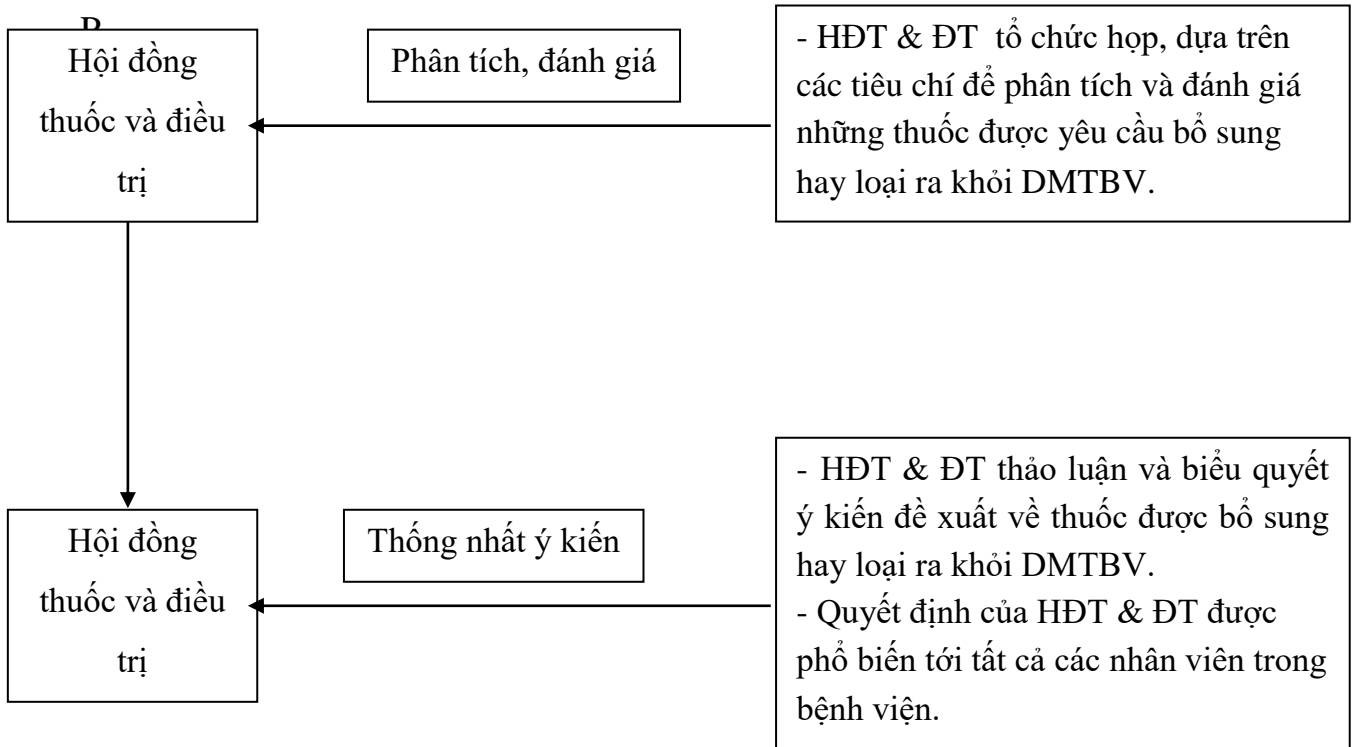 Hội đồng
thuốc và điều
trị
Phân tích, đánh giá
- HĐT & ĐT tổ chức họp, dựa trên
các tiêu chí để phân tích và đánh giá
những thuốc được yêu cầu bổ sung
hay loại ra khỏi DMTBV.
Hội đồng
thuốc và điều
trị
Thống nhất ý kiến
- HĐT & ĐT thảo luận và biểu quyết
ý kiến đề xuất về thuốc được bổ sung
hay loại ra khỏi DMTBV.
- Quyết định của HĐT & ĐT được
phổ biến tới tất cả các nhân viên trong
bệnh viện.